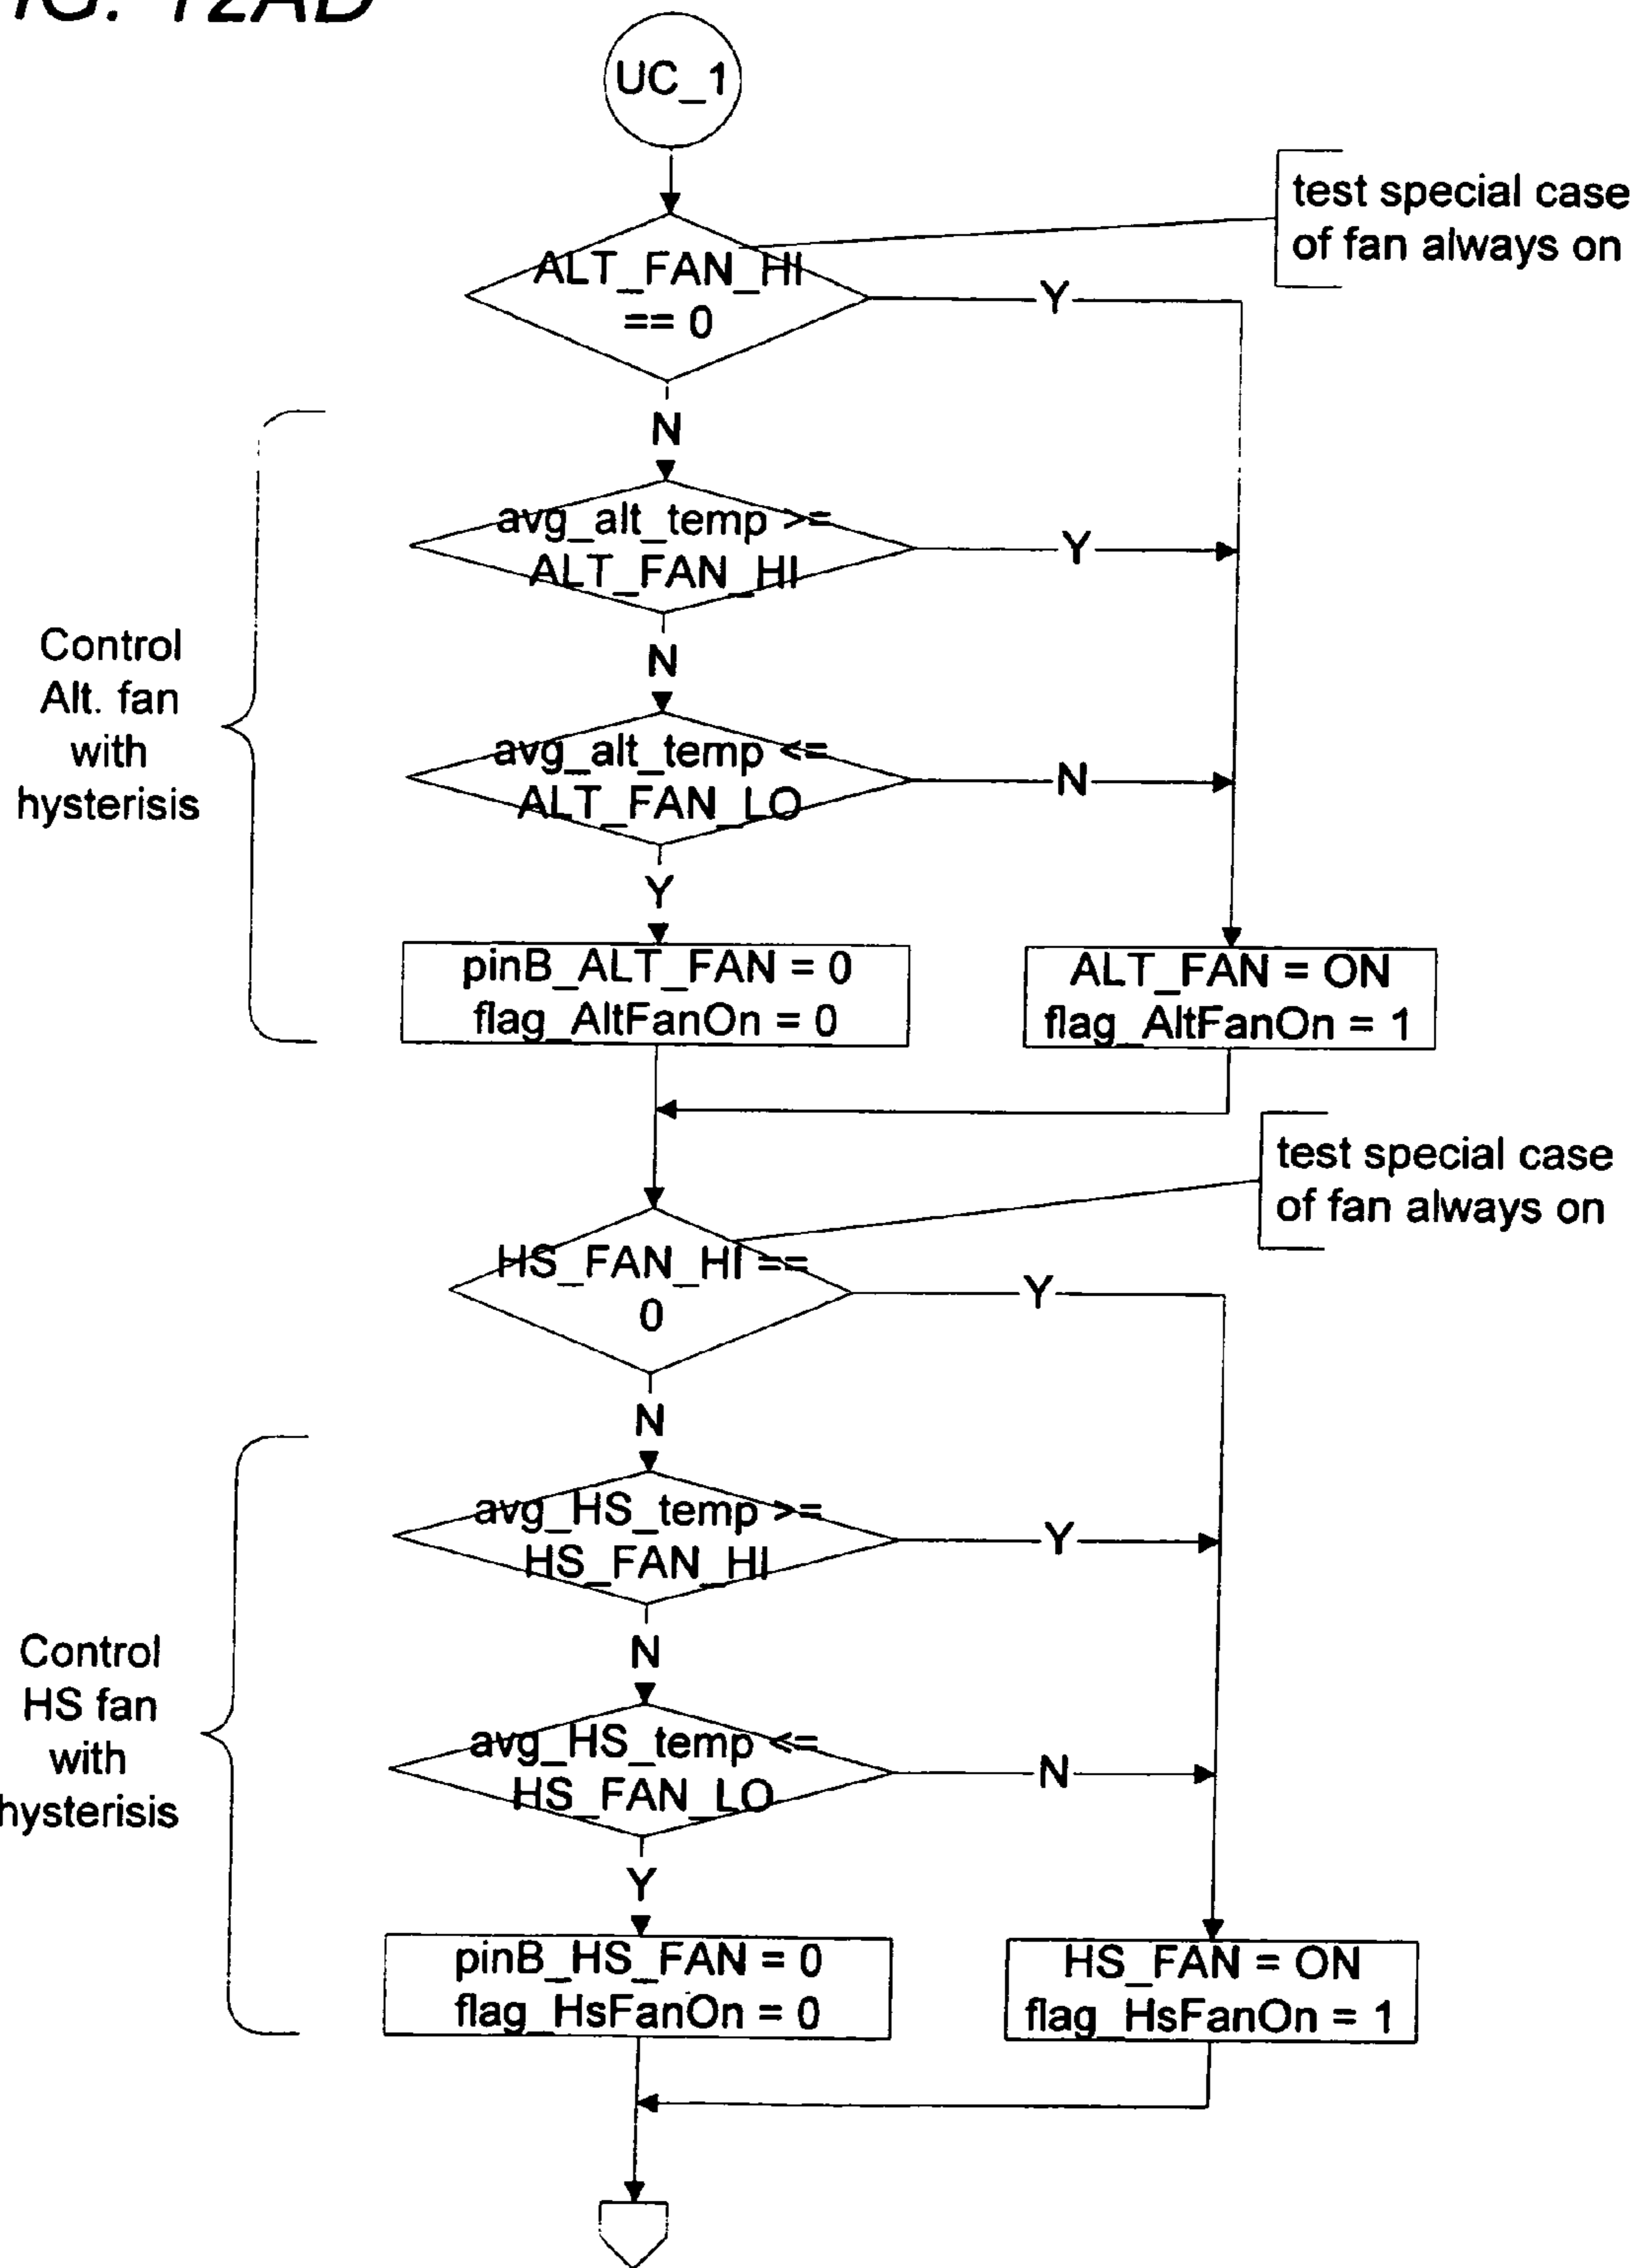 UC_1
test special case
of fan always on
ALT_FAN_HI
== 0
Y
N
avg_alt_temp >=
ALT_FAN_HI
Y
N
Control
Alt. fan
with
hysterisis
avg_alt_temp <=
ALT_FAN_LO
N
Y
pinB_ALT_FAN = 0
flag_AltFanOn = 0
ALT_FAN = ON
flag_AltFanOn = 1
test special case
of fan always on
HS_FAN_HI ==
0
Y
N
avg_HS_temp >=
HS_FAN_HI
Y
N
Control
HS fan
with
hysterisis
avg_HS_temp <=
HS_FAN_LO
N
Y
pinB_HS_FAN = 0
flag_HsFanOn = 0
HS_FAN = ON
flag_HsFanOn = 1